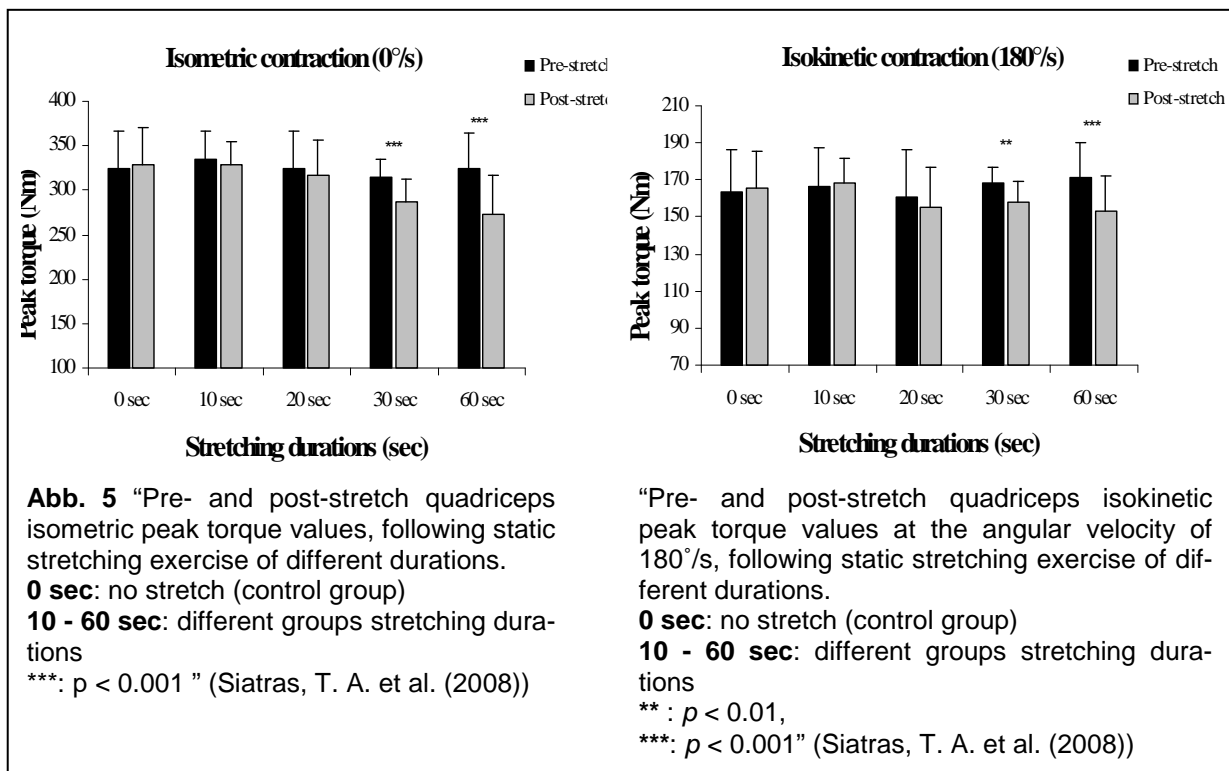 Isometric contraction (0°/s)
Pre-stretch
Post-stretc
400
350
300
250
200
150
100
Peak torque (Nm)
***
***
0 sec
10 sec
20 sec
30 sec
60 sec
Stretching durations (sec)
Isokinetic contraction (180°/s)
Pre-stretch
Post-stretch
210
190
170
150
130
110
90
70
Peak torque (Nm)
**
***
0 sec
10 sec
20 sec
30 sec
60 sec
Stretching durations (sec)
Abb. 5 “Pre- and post-stretch quadriceps
isometric peak torque values, following static
stretching exercise of different durations.
0 sec: no stretch (control group)
10 - 60 sec: different groups stretching dura-
tions
***: p < 0.001 ” (Siatras, T. A. et al. (2008))
“Pre- and post-stretch quadriceps isokinetic
peak torque values at the angular velocity of
180˚/s, following static stretching exercise of dif-
ferent durations.
0 sec: no stretch (control group)
10 - 60 sec: different groups stretching dura-
tions
** : p < 0.01,
***: p < 0.001” (Siatras, T. A. et al. (2008))